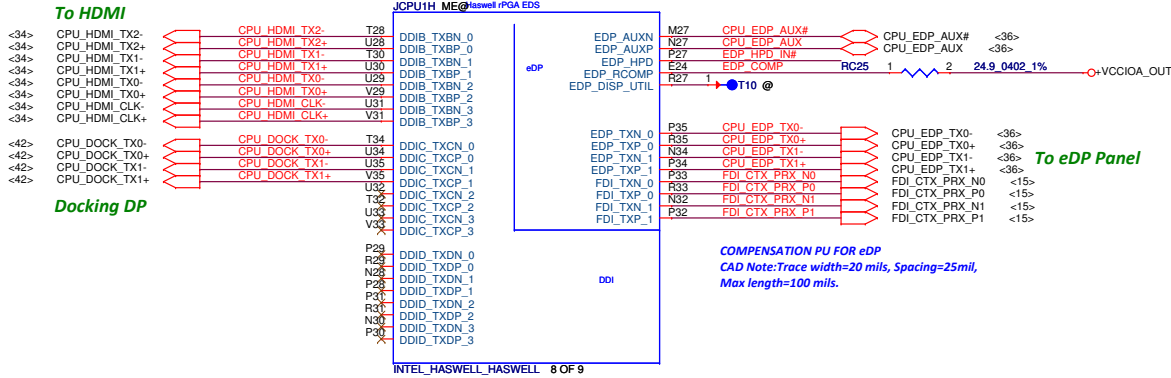 To HDMI
JCPU1H ME@ Haswell rPGA EDS
<34> CPU_HDMI_TX2- CPU_HDMI_TX2- T28 DDIB_TXBN_0 EDP_AUXN M27 CPU_EDP_AUX# CPU_EDP_AUX# <36>
<34> CPU_HDMI_TX2+ CPU_HDMI_TX2+ U28 DDIB_TXBP_0 EDP_AUXP N27 CPU_EDP_AUX CPU_EDP_AUX <36>
<34> CPU_HDMI_TX1- CPU_HDMI_TX1- T30 DDIB_TXBN_1 EDP_HPD P27 EDP_HPD_IN#
<34> CPU_HDMI_TX1+ CPU_HDMI_TX1+ U30 DDIB_TXBP_1 eDP EDP_RCOMP E24 EDP_COMP RC25 1 2 24.9_0402_1% +VCCIOA_OUT
<34> CPU_HDMI_TX0- CPU_HDMI_TX0- U29 DDIB_TXBN_2 EDP_DISP_UTIL R27 1 T10 @
<34> CPU_HDMI_TX0+ CPU_HDMI_TX0+ V29 DDIB_TXBP_2
<34> CPU_HDMI_CLK- CPU_HDMI_CLK- U31 DDIB_TXBN_3
<34> CPU_HDMI_CLK+ CPU_HDMI_CLK+ V31 DDIB_TXBP_3
EDP_TXN_0 P35 CPU_EDP_TX0- CPU_EDP_TX0- <36>
<42> CPU_DOCK_TX0- CPU_DOCK_TX0- T34 DDIC_TXCN_0 EDP_TXP_0 R35 CPU_EDP_TX0+ CPU_EDP_TX0+ <36>
<42> CPU_DOCK_TX0+ CPU_DOCK_TX0+ U34 DDIC_TXCP_0 EDP_TXN_1 N34 CPU_EDP_TX1- CPU_EDP_TX1- <36>
To eDP Panel
<42> CPU_DOCK_TX1- CPU_DOCK_TX1- U35 DDIC_TXCN_1 EDP_TXP_1 P34 CPU_EDP_TX1+ CPU_EDP_TX1+ <36>
<42> CPU_DOCK_TX1+ CPU_DOCK_TX1+ V35 DDIC_TXCP_1 FDI_TXN_0 P33 FDI_CTX_PRX_N0 FDI_CTX_PRX_N0 <15>
U32 DDIC_TXCN_2 FDI_TXP_0 R33 FDI_CTX_PRX_P0 FDI_CTX_PRX_P0 <15>
T32 DDIC_TXCP_2 FDI_TXN_1 N32 FDI_CTX_PRX_N1 FDI_CTX_PRX_N1 <15>
Docking DP
U33 DDIC_TXCN_3 FDI_TXP_1 P32 FDI_CTX_PRX_P1 FDI_CTX_PRX_P1 <15>
V33 DDIC_TXCP_3
P29 DDID_TXDN_0
R29 DDID_TXDP_0
N28 DDID_TXDN_1
P28 DDID_TXDP_1
P31 DDID_TXDN_2
R31 DDID_TXDP_2
N30 DDID_TXDN_3
P30 DDID_TXDP_3
DDI
COMPENSATION PU FOR eDP
CAD Note:Trace width=20 mils, Spacing=25mil,
Max length=100 mils.
INTEL_HASWELL_HASWELL 8 OF 9